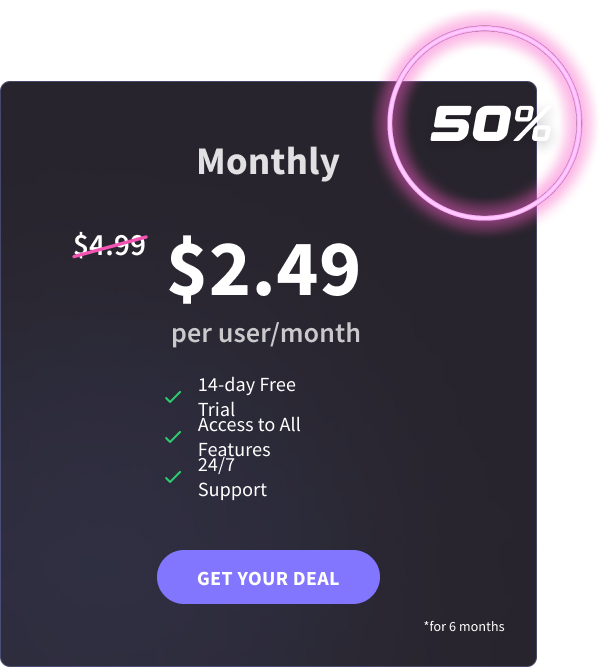 50%
Monthly
$4.99
$2.49
per user/month
14-day Free
Trial
Access to All
Features
24/7
Support
GET YOUR DEAL
*for 6 months